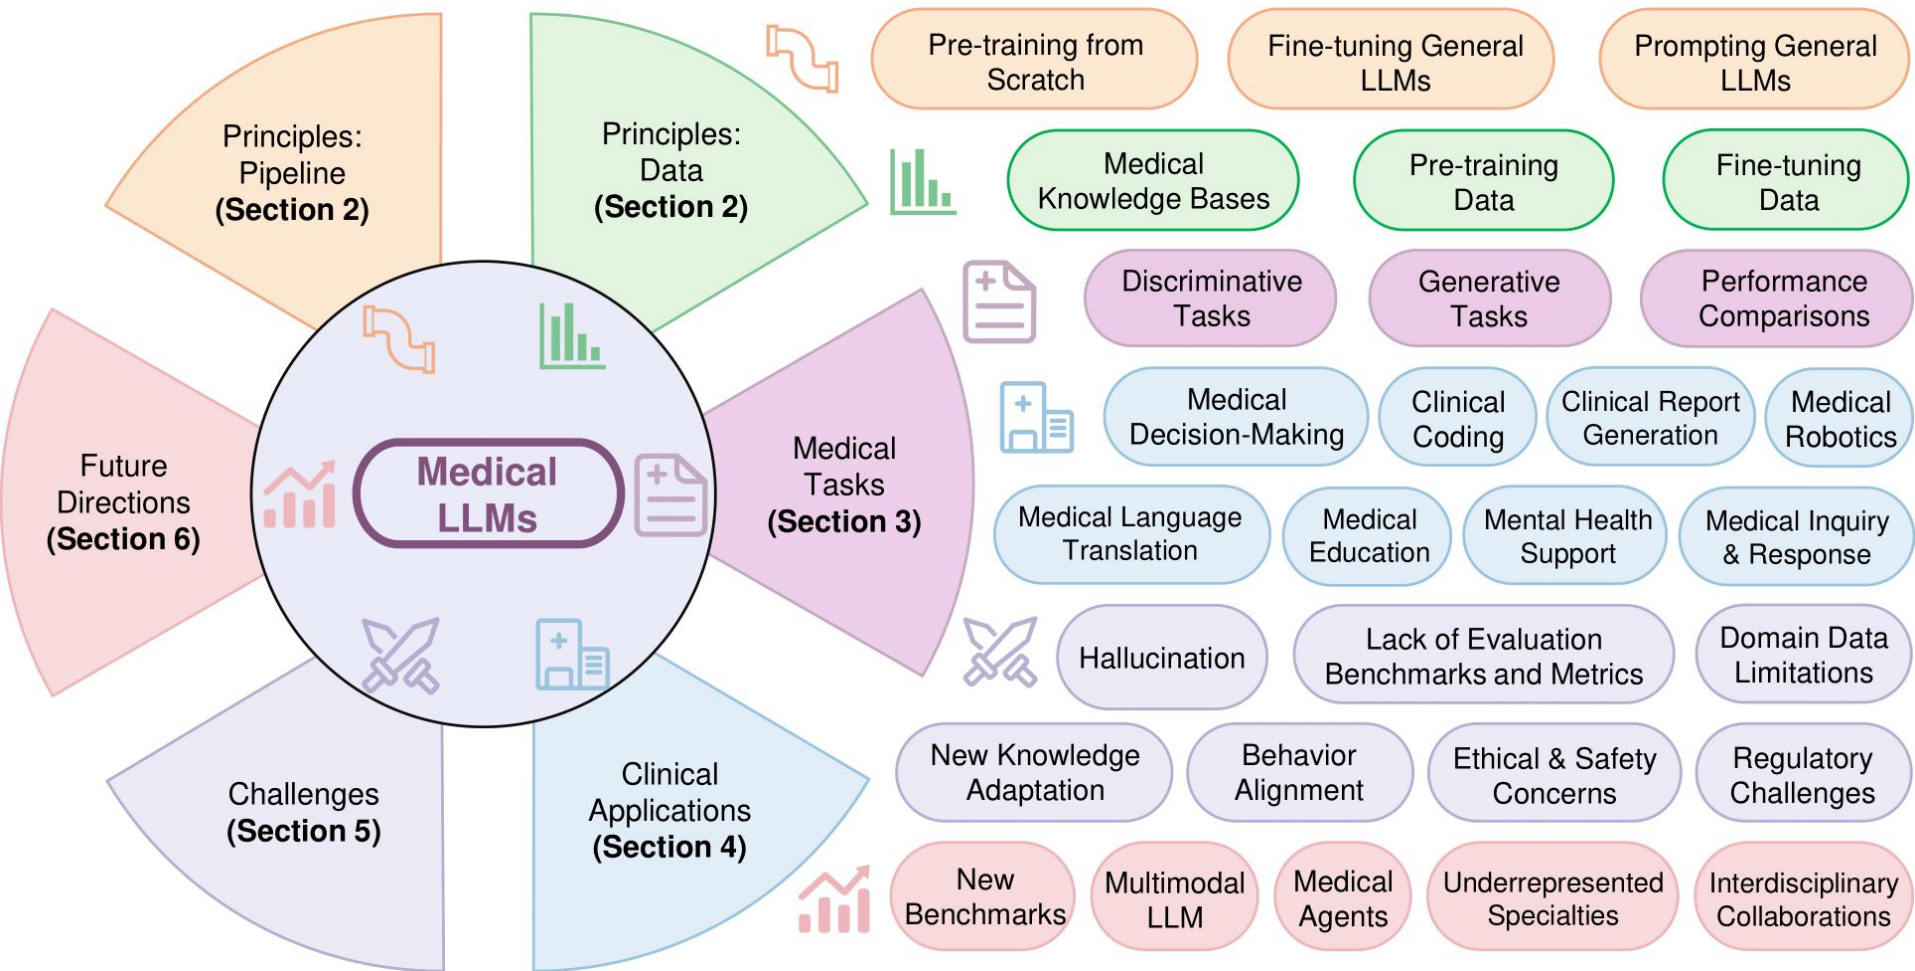 Principles:
Pipeline
(Section 2)
Principles:
Data
(Section 2)
Future
Directions
(Section 6)
Medical
LLMs
Medical
Tasks
(Section 3)
Challenges
(Section 5)
Clinical
Applications
(Section 4)
Pre-training from
Scratch
Fine-tuning General
LLMs
Prompting General
LLMs
Medical
Knowledge Bases
Pre-training
Data
Fine-tuning
Data
Discriminative
Tasks
Generative
Tasks
Performance
Comparisons
Medical
Decision-Making
Clinical
Coding
Clinical Report
Generation
Medical
Robotics
Medical Language
Translation
Medical
Education
Mental Health
Support
Medical Inquiry
& Response
Hallucination
Lack of Evaluation
Benchmarks and Metrics
Domain Data
Limitations
New Knowledge
Adaptation
Behavior
Alignment
Ethical & Safety
Concerns
Regulatory
Challenges
New
Benchmarks
Multimodal
LLM
Medical
Agents
Underrepresented
Specialties
Interdisciplinary
Collaborations